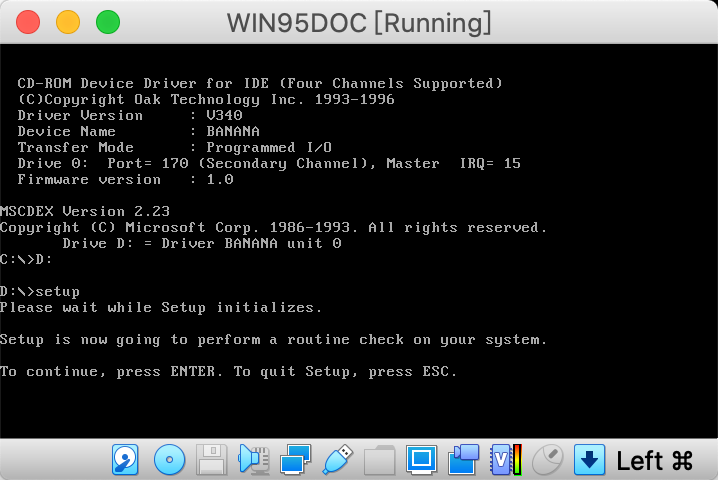 WIN95DOC [Running]
CD-ROM Device Driver for IDE (Four Channels Supported)
(C)Copyright Oak Technology Inc. 1993-1996
Driver Version     : V340
Device Name        : BANANA
Transfer Mode      : Programmed I/O
Drive 0:  Port= 170 (Secondary Channel), Master  IRQ= 15
Firmware version   : 1.0
MSCDEX Version 2.23
Copyright (C) Microsoft Corp. 1986-1993. All rights reserved.
Drive D: = Driver BANANA unit 0
C:\>D:
D:\>setup
Please wait while Setup initializes.
Setup is now going to perform a routine check on your system.
To continue, press ENTER. To quit Setup, press ESC.
V
Left ⌘